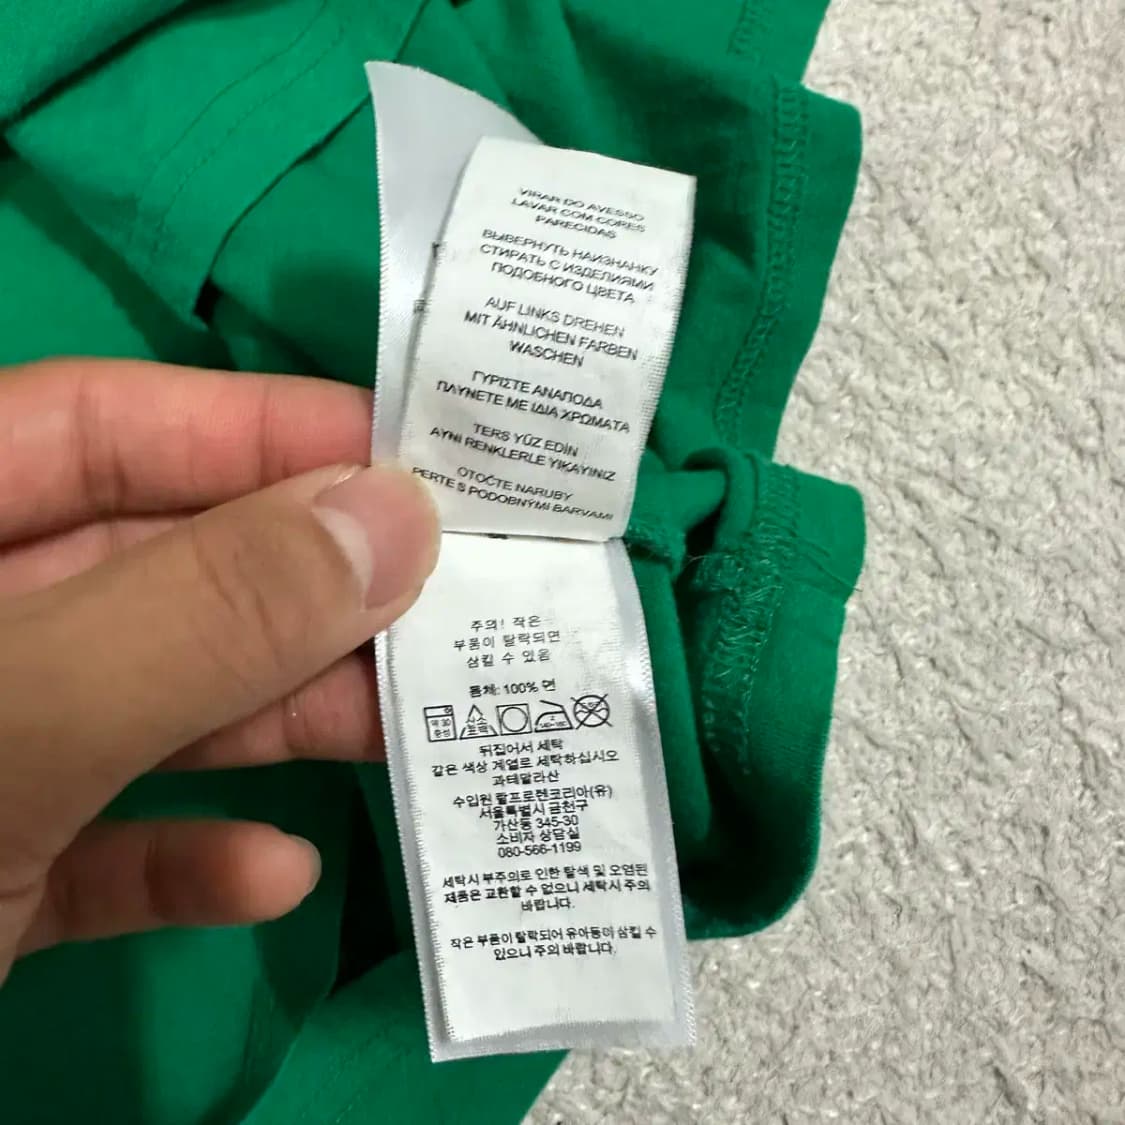 VIRAR DO AVESSO
LAVAR COM CORES
PARECIDAS
ВЫВЕРНУТЬ НАИЗНАНКУ
СТИРАТЬ С ИЗДЕЛИЯМИ
ПОДОБНОГО ЦВЕТА
AUF LINKS DREHEN
MIT ÄHNLICHEN FARBEN
WASCHEN
ΓΥΡΙΣΤΕ ΑΝΑΠΟΔΑ
ΠΛΥΝΕΤΕ ΜΕ ΙΔΙΑ ΧΡΩΜΑΤΑ
TERS YÜZ EDİN
AYNI RENKLERLE YIKAYINIZ
OTOČTE NARUBY
PERTE S PODOBNÝMI BARVAMI
주의! 작은
부품이 탈락되면
삼킬 수 있음
몸체: 100% 면
약 30
중성
산소
표백
뒤집어서 세탁
같은 색상 계열로 세탁하십시오
과테말라산
수입원 랄프로렌코리아(유)
서울특별시 금천구
가산동 345-30
소비자 상담실
080-566-1199
세탁시 부주의로 인한 탈색 및 오염된
제품은 교환할 수 없으니 세탁시 주의
바랍니다.
작은 부품이 탈락되어 유아동이 삼킬 수
있으니 주의 바랍니다.